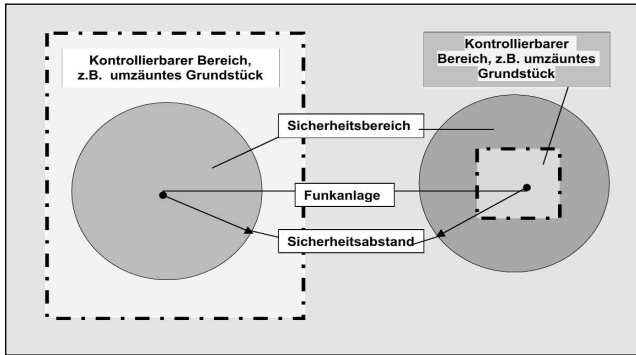 Kontrollierbarer Bereich,
z.B. umzäuntes Grundstück
Kontrollierbarer
Bereich, z.B. umzäuntes
Grundstück
Sicherheitsbereich
Funkanlage
Sicherheitsabstand